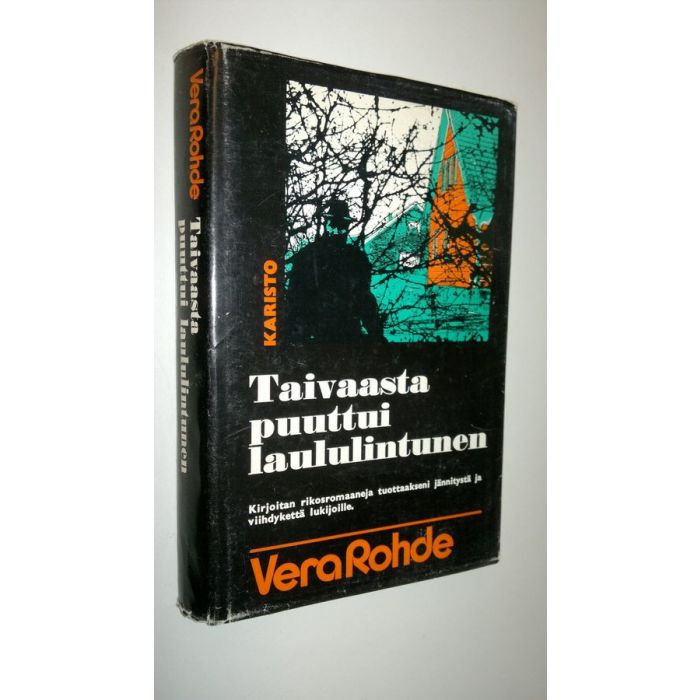 Vera Rohde
Taivaasta
puuttui laululintunen
KARISTO
Taivaasta
puuttui
laululintunen
Kirjoitan rikosromaaneja tuottaakseni jännitystä ja
viihdykettä lukijoille.
Vera Rohde